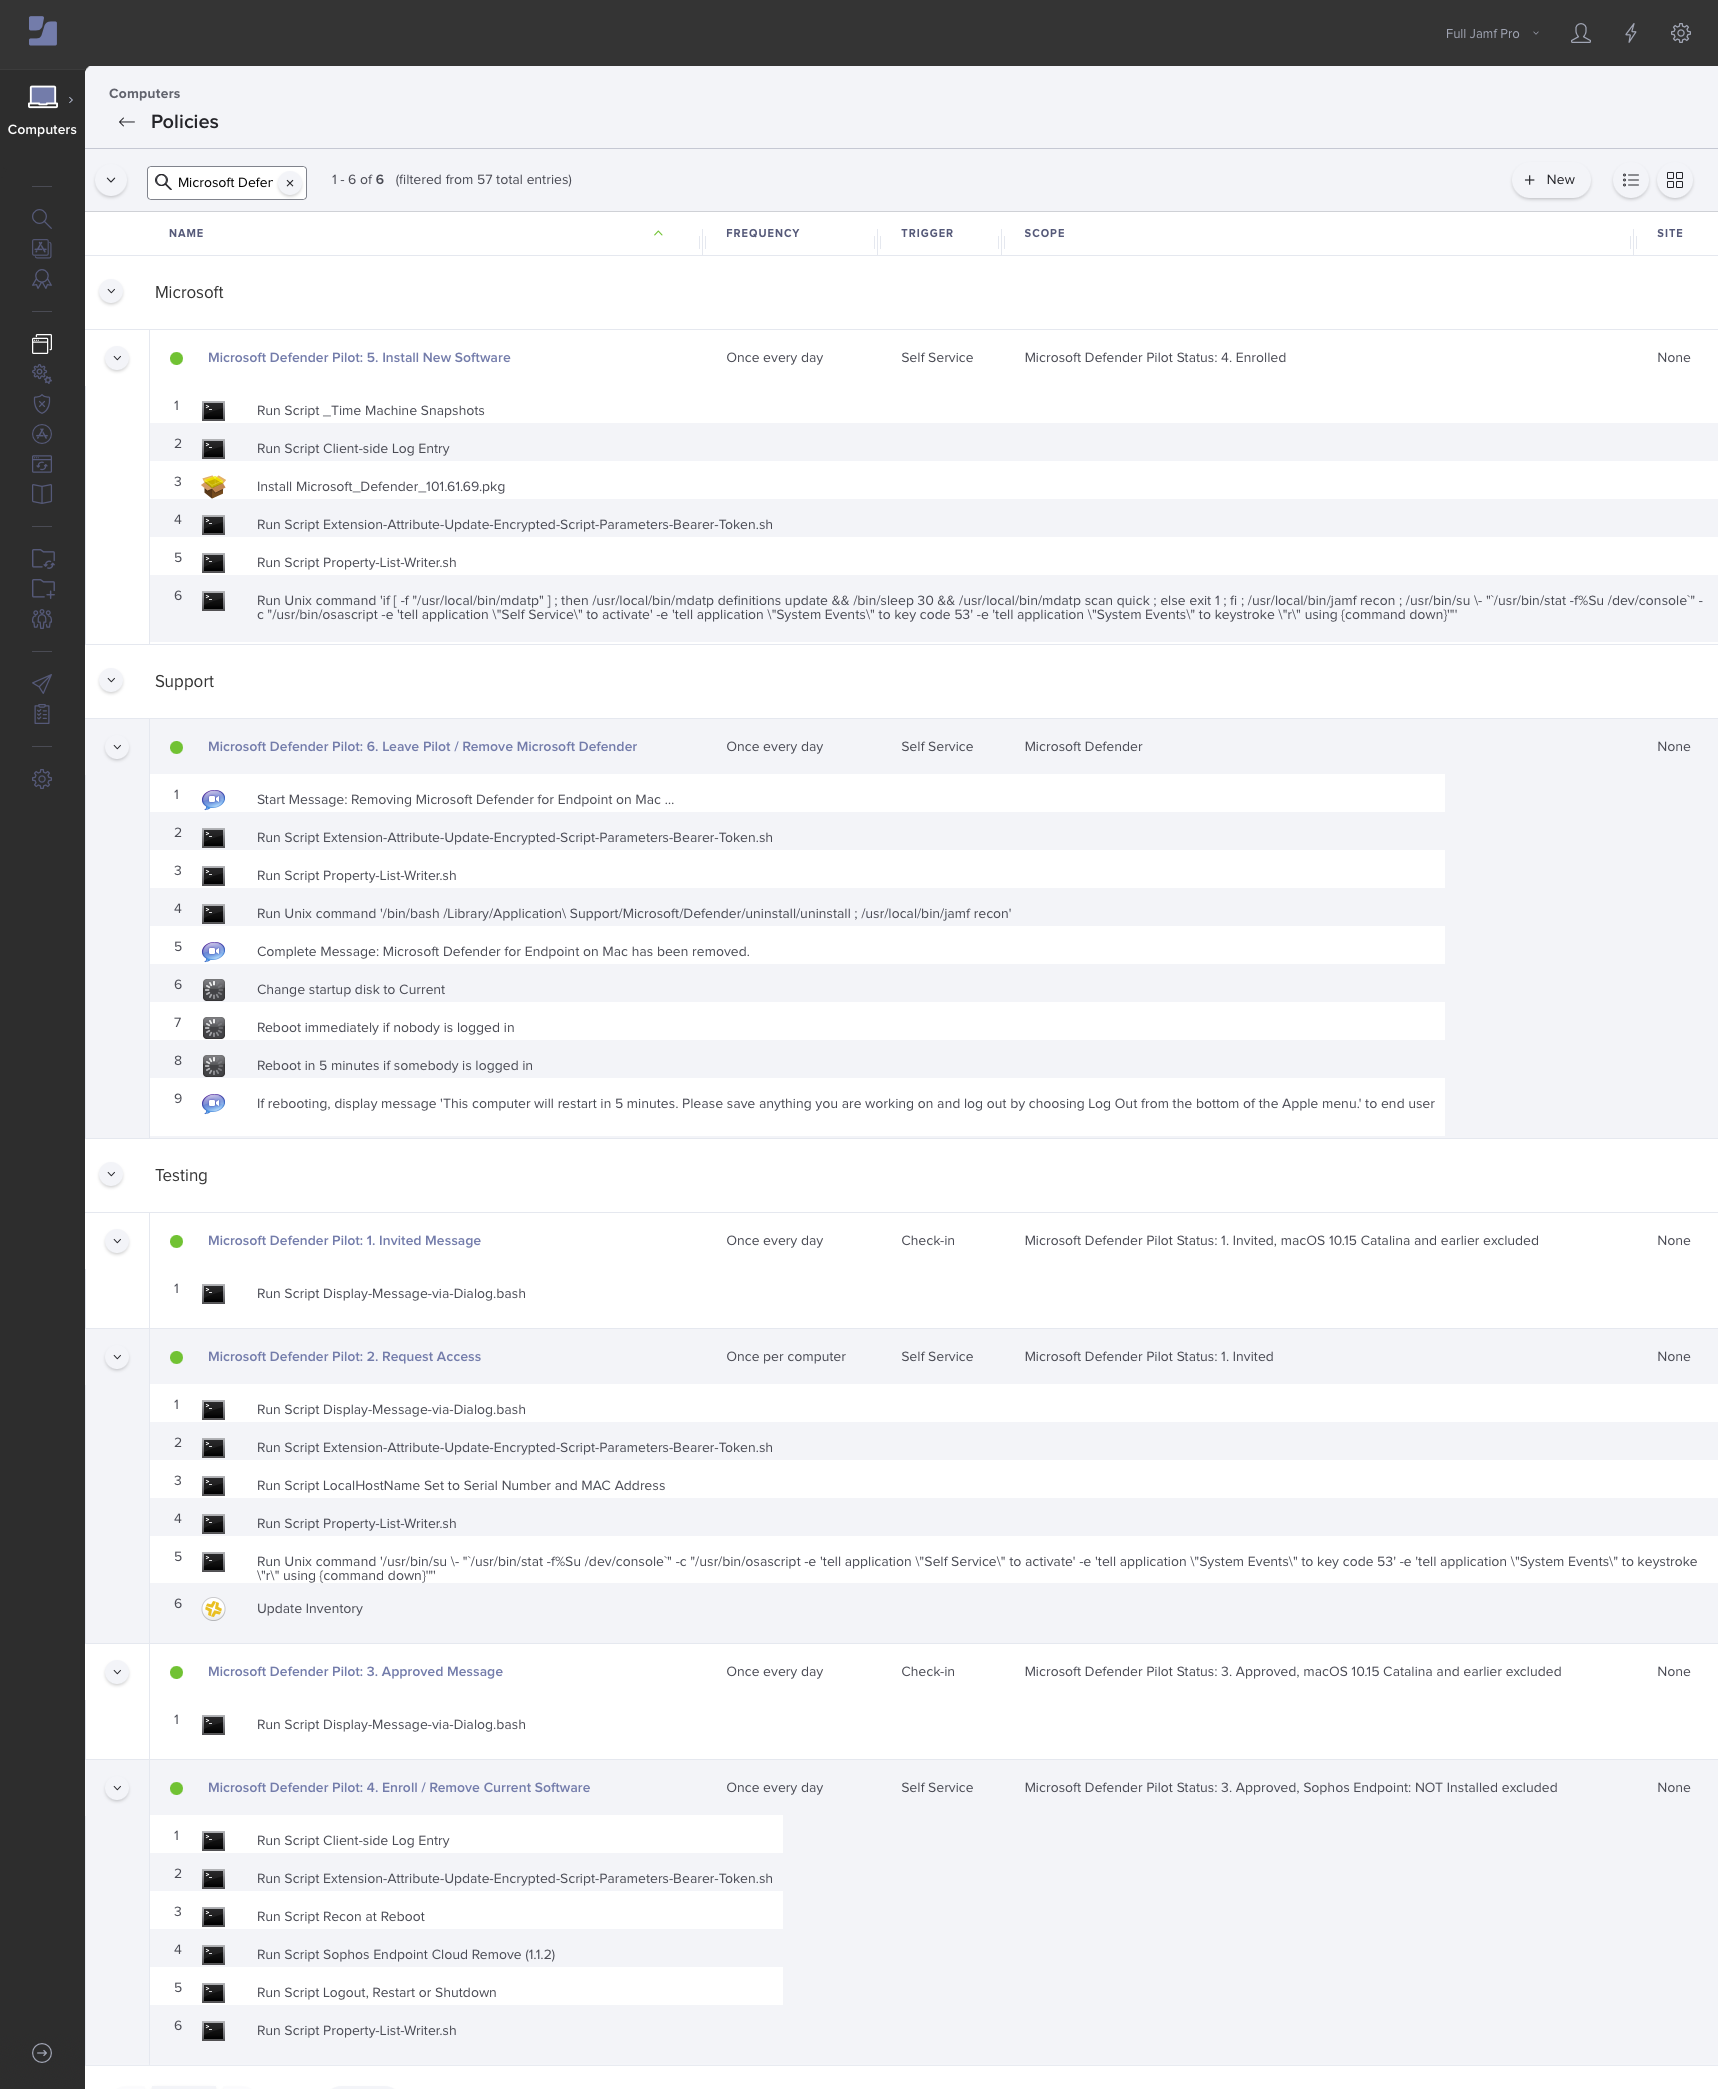 Full Jamf Pro
Computers
Computers
Policies
Microsoft Defer
1 - 6 of 6 (filtered from 57 total entries)
New
NAME FREQUENCY TRIGGER SCOPE SITE
Microsoft
Microsoft Defender Pilot: 5. Install New Software Once every day Self Service Microsoft Defender Pilot Status: 4. Enrolled None
1 Run Script _Time Machine Snapshots
2 Run Script Client-side Log Entry
3 Install Microsoft_Defender_101.61.69.pkg
4 Run Script Extension-Attribute-Update-Encrypted-Script-Parameters-Bearer-Token.sh
5 Run Script Property-List-Writer.sh
6 Run Unix command 'if [ -f "/usr/local/bin/mdatp" ] ; then /usr/local/bin/mdatp definitions update && /bin/sleep 30 && /usr/local/bin/mdatp scan quick ; else exit 1 ; fi ; /usr/local/bin/jamf recon ; /usr/bin/su \- "`/usr/bin/stat -f%Su /dev/console`" -
c "/usr/bin/osascript -e 'tell application \"Self Service\" to activate' -e 'tell application \"System Events\" to key code 53' -e 'tell application \"System Events\" to keystroke \"r\" using {command down}'"'
Support
Microsoft Defender Pilot: 6. Leave Pilot / Remove Microsoft Defender Once every day Self Service Microsoft Defender None
1 Start Message: Removing Microsoft Defender for Endpoint on Mac ...
2 Run Script Extension-Attribute-Update-Encrypted-Script-Parameters-Bearer-Token.sh
3 Run Script Property-List-Writer.sh
4 Run Unix command '/bin/bash /Library/Application\ Support/Microsoft/Defender/uninstall/uninstall ; /usr/local/bin/jamf recon'
5 Complete Message: Microsoft Defender for Endpoint on Mac has been removed.
6 Change startup disk to Current
7 Reboot immediately if nobody is logged in
8 Reboot in 5 minutes if somebody is logged in
9 If rebooting, display message 'This computer will restart in 5 minutes. Please save anything you are working on and log out by choosing Log Out from the bottom of the Apple menu.' to end user
Testing
Microsoft Defender Pilot: 1. Invited Message Once every day Check-in Microsoft Defender Pilot Status: 1. Invited, macOS 10.15 Catalina and earlier excluded None
1 Run Script Display-Message-via-Dialog.bash
Microsoft Defender Pilot: 2. Request Access Once per computer Self Service Microsoft Defender Pilot Status: 1. Invited None
1 Run Script Display-Message-via-Dialog.bash
2 Run Script Extension-Attribute-Update-Encrypted-Script-Parameters-Bearer-Token.sh
3 Run Script LocalHostName Set to Serial Number and MAC Address
4 Run Script Property-List-Writer.sh
5 Run Unix command '/usr/bin/su \- "`/usr/bin/stat -f%Su /dev/console`" -c "/usr/bin/osascript -e 'tell application \"Self Service\" to activate' -e 'tell application \"System Events\" to key code 53' -e 'tell application \"System Events\" to keystroke
\"r\" using {command down}'"'
6 Update Inventory
Microsoft Defender Pilot: 3. Approved Message Once every day Check-in Microsoft Defender Pilot Status: 3. Approved, macOS 10.15 Catalina and earlier excluded None
1 Run Script Display-Message-via-Dialog.bash
Microsoft Defender Pilot: 4. Enroll / Remove Current Software Once every day Self Service Microsoft Defender Pilot Status: 3. Approved, Sophos Endpoint: NOT Installed excluded None
1 Run Script Client-side Log Entry
2 Run Script Extension-Attribute-Update-Encrypted-Script-Parameters-Bearer-Token.sh
3 Run Script Recon at Reboot
4 Run Script Sophos Endpoint Cloud Remove (1.1.2)
5 Run Script Logout, Restart or Shutdown
6 Run Script Property-List-Writer.sh